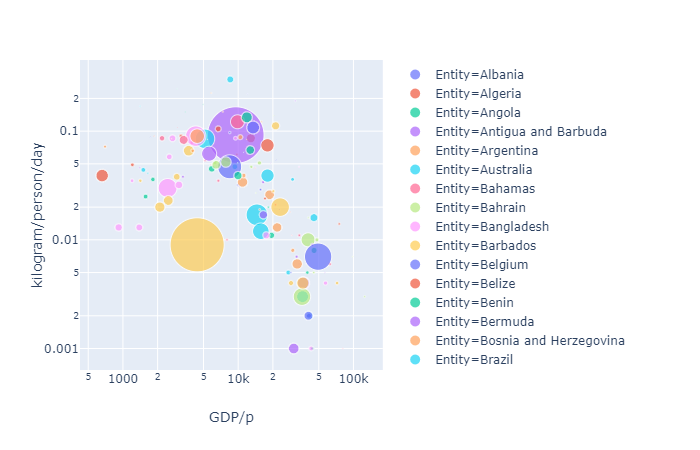 2
0.1
5
2
0.01
5
2
0.001
kilogram/person/day
5
1000
2
5
10k
2
5
100k
GDP/p
Entity=Albania
Entity=Algeria
Entity=Angola
Entity=Antigua and Barbuda
Entity=Argentina
Entity=Australia
Entity=Bahamas
Entity=Bahrain
Entity=Bangladesh
Entity=Barbados
Entity=Belgium
Entity=Belize
Entity=Benin
Entity=Bermuda
Entity=Bosnia and Herzegovina
Entity=Brazil